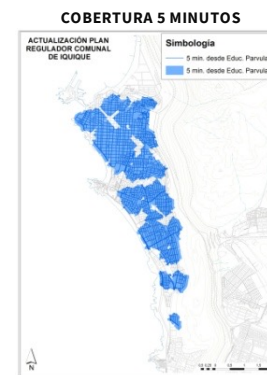 COBERTURA 5 MINUTOS
ACTUALIZACIÓN PLAN
REGULADOR COMUNAL
DE IQUIQUE
Simbología
5 min. desde Educ. Parvula
5 min. desde Educ. Parvula
N